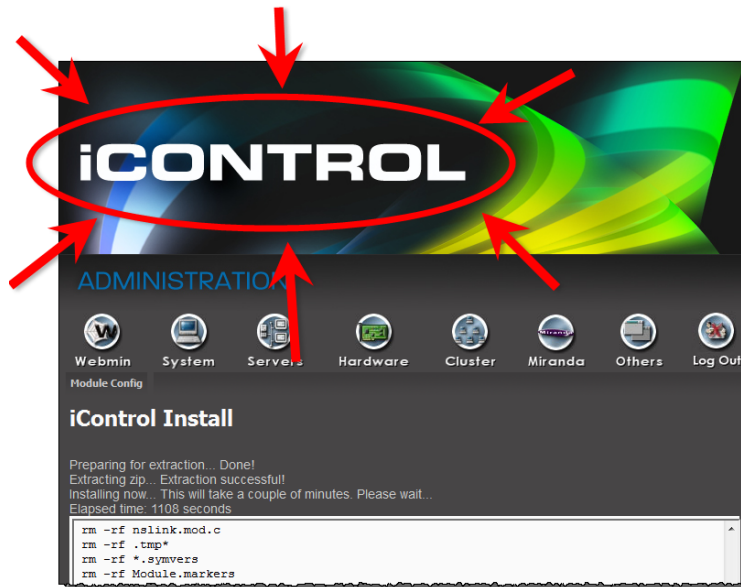 iCONTROL
ADMINISTRATION
Webmin System Servers Hardware Cluster Miranda Others Log Out
Module Config
iControl Install
Preparing for extraction... Done!
Extracting zip... Extraction successful!
Installing now... This will take a couple of minutes. Please wait...
Elapsed time: 1108 seconds
rm -rf nslink.mod.c
rm -rf .tmp*
rm -rf *.symvers
rm -rf Module.markers